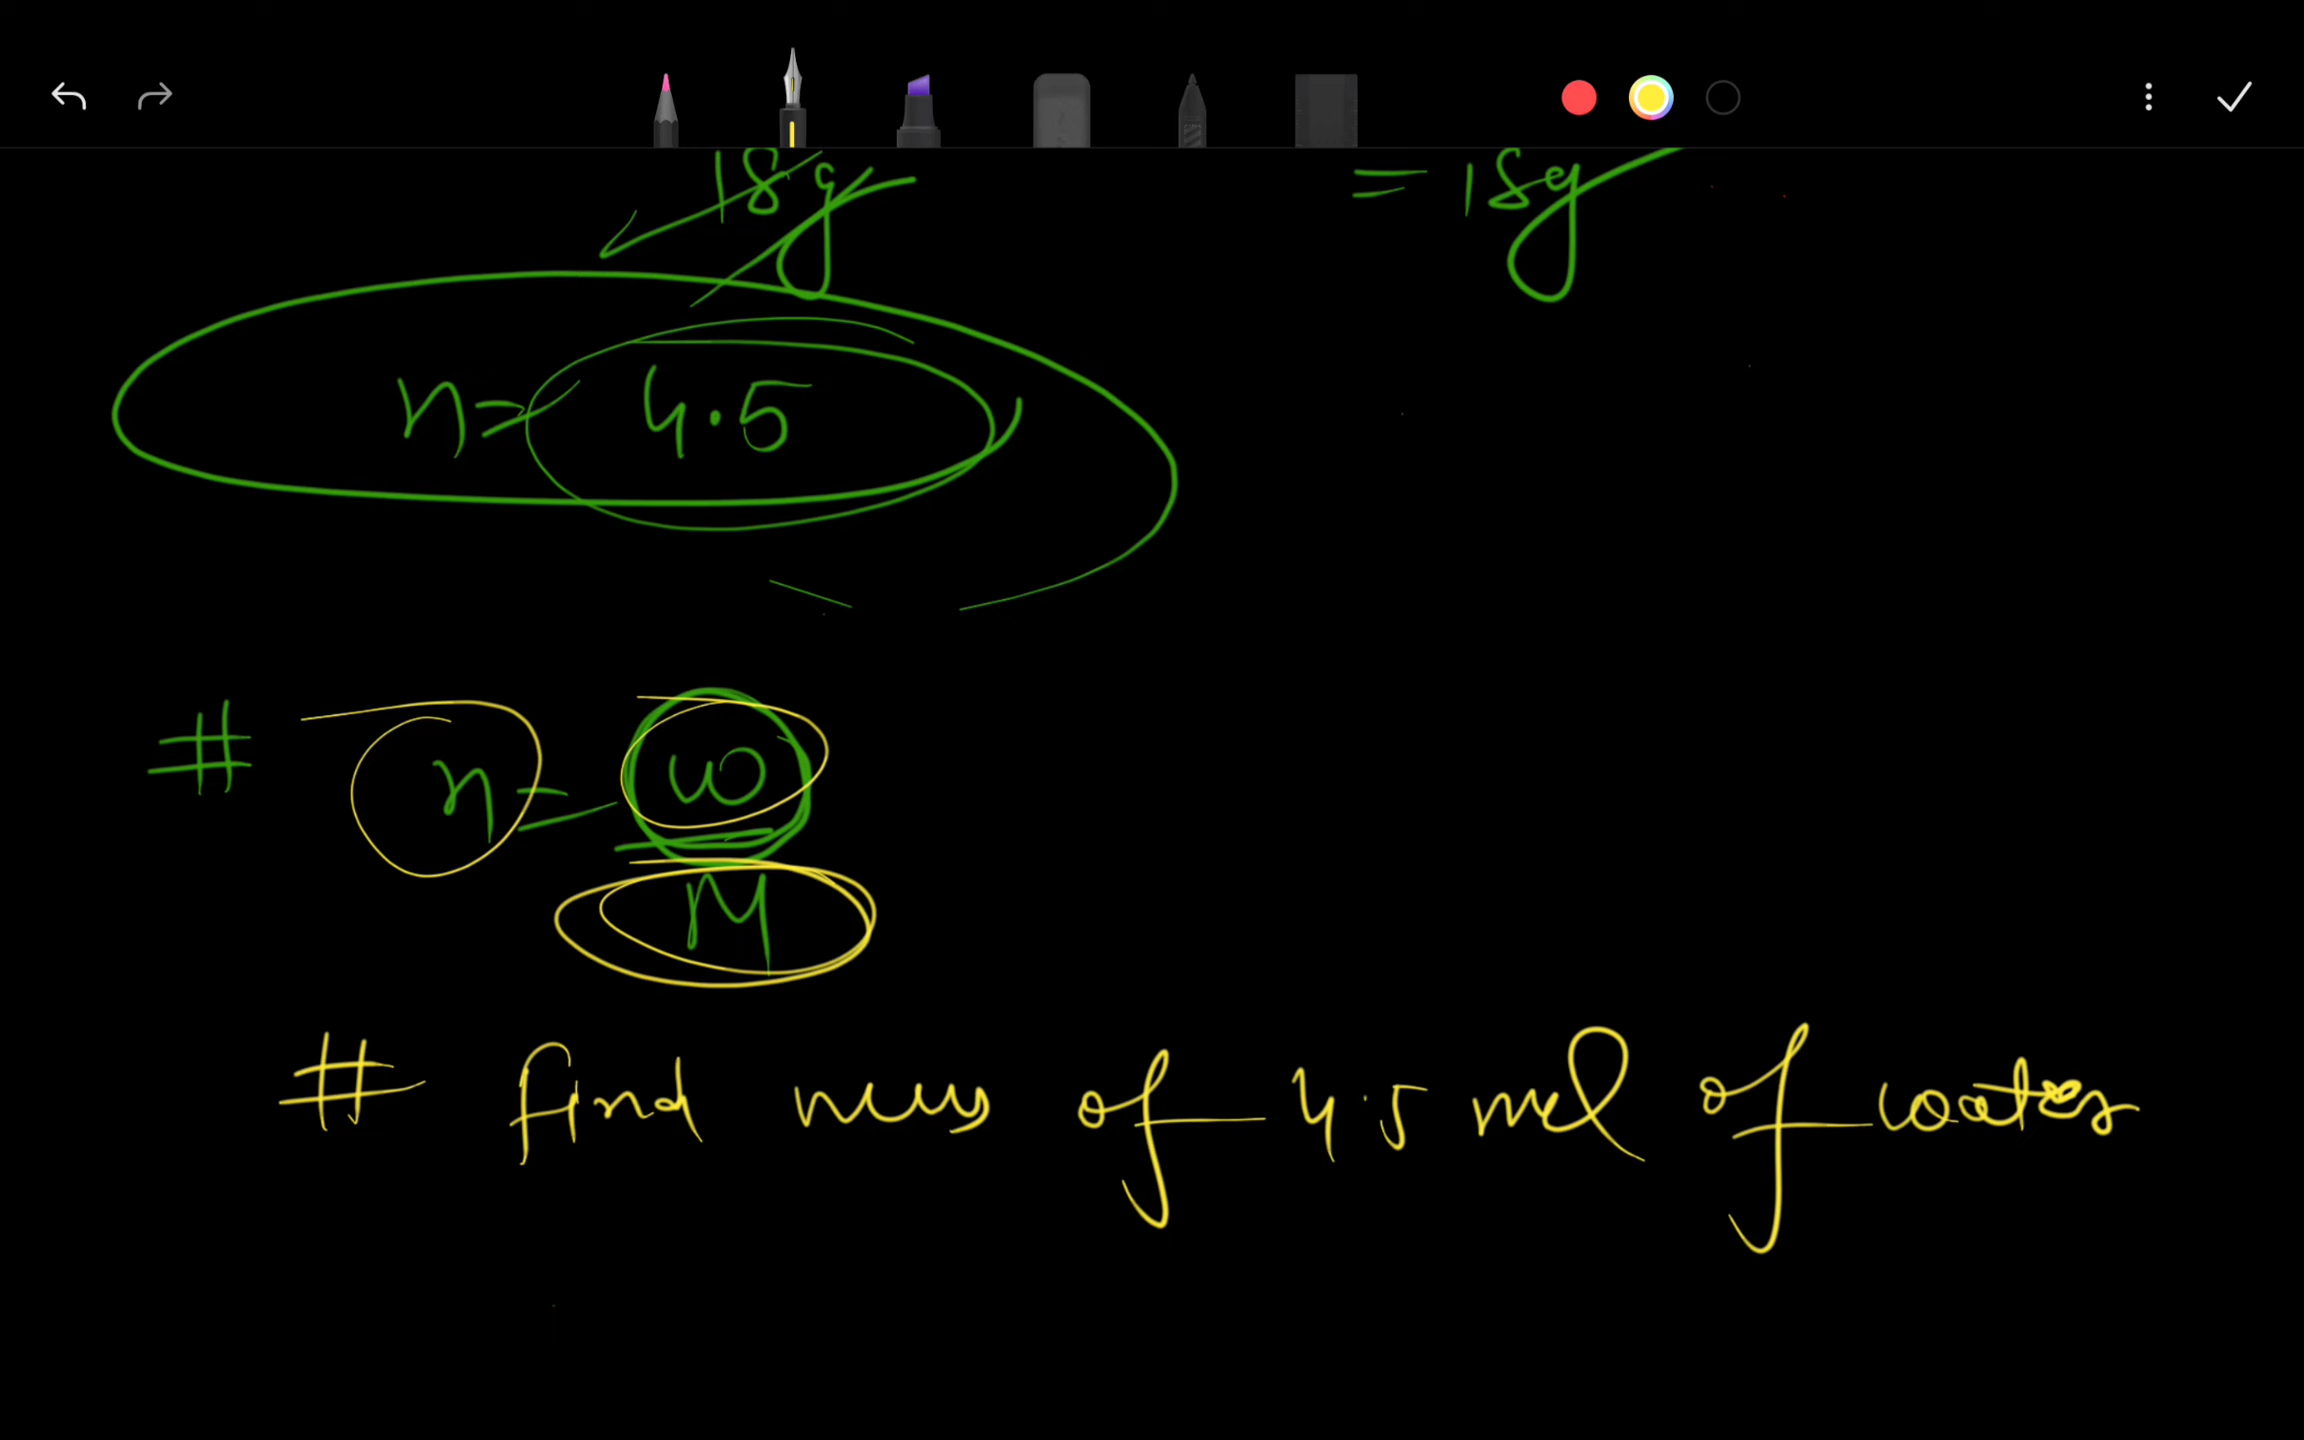 18g = 18g
n= 4.5
# n= w
M
# find mass of 4.5 mol of water